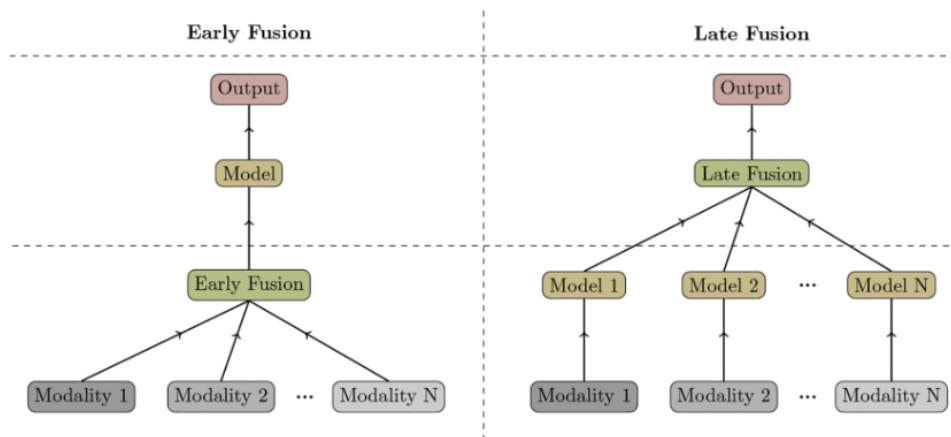 Early Fusion
Output
Model
Early Fusion
Modality 1 Modality 2 ... Modality N
Late Fusion
Output
Late Fusion
Model 1 Model 2 ... Model N
Modality 1 Modality 2 ... Modality N